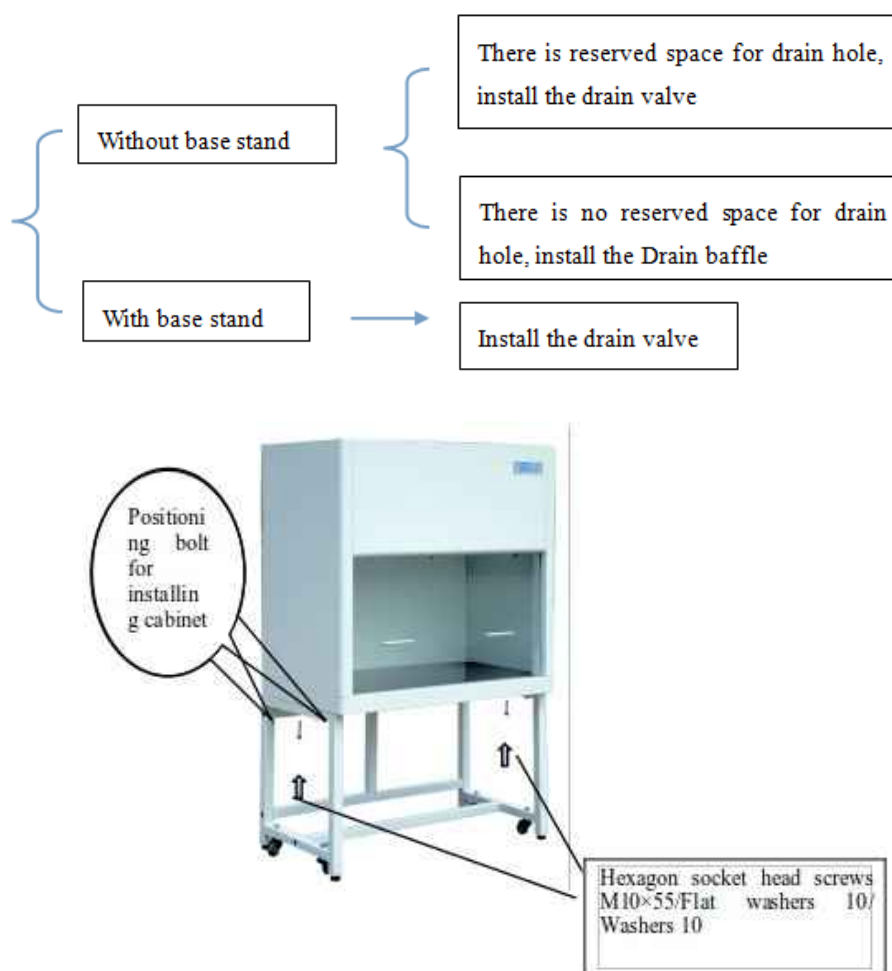 There is reserved space for drain hole,
install the drain valve
Without base stand
There is no reserved space for drain
hole, install the Drain baffle
With base stand
Install the drain valve
Positioni
ng bolt
for
installin
g cabinet
Hexagon socket head screws
M10×55/Flat washers 10/
Washers 10